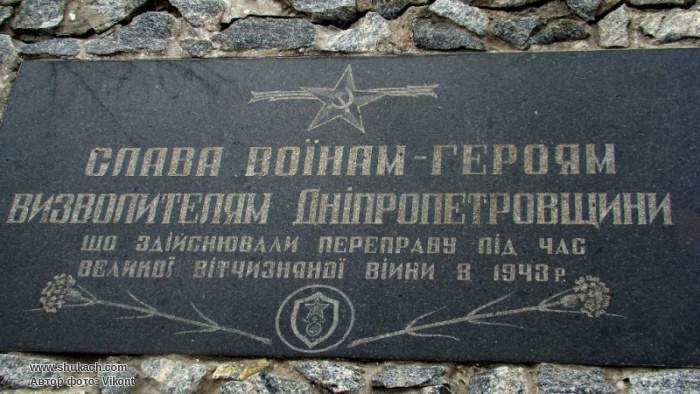 СЛАВА ВОЇНАМ-ГЕРОЯМ
ВИЗВОЛИТЕЛЯМ ДНІПРОПЕТРОВЩИНИ
ЩО ЗДІЙСНЮВАЛИ ПЕРЕПРАВУ ПІД ЧАС
ВЕЛИКОЇ ВІТЧИЗНЯНОЇ ВІЙНИ В 1943 Р.
www.shukach.com
Автор фото: Vikont